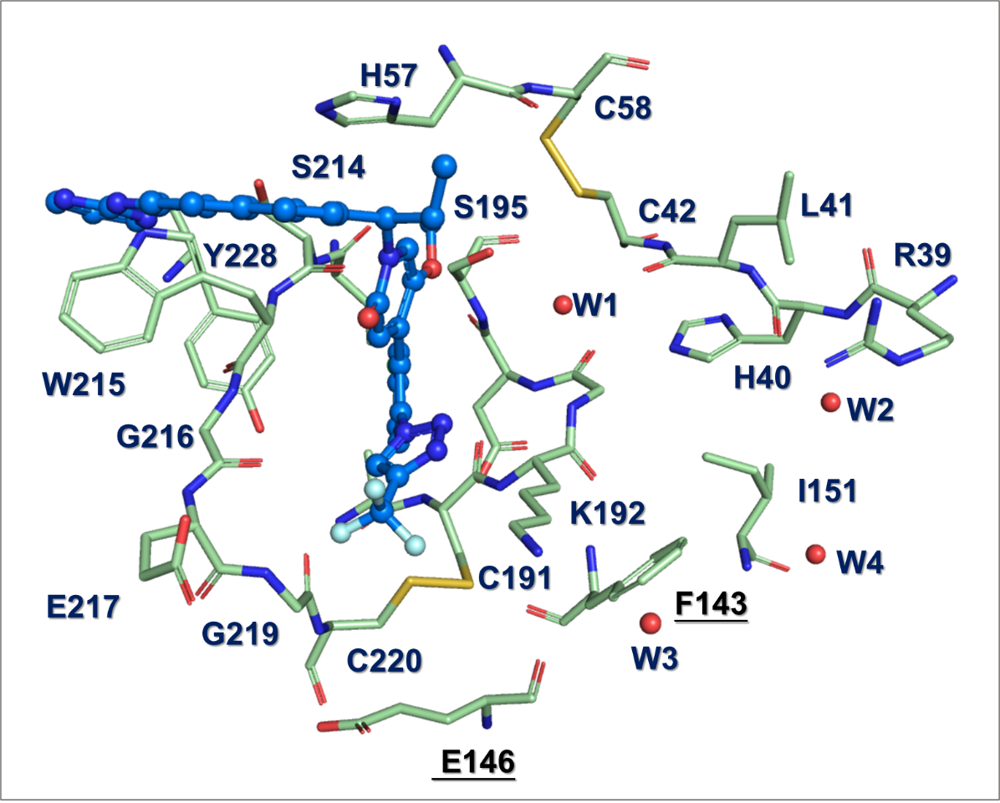 H57
C58
S214
S195
C42
L41
Y228
R39
W1
W215
H40
W2
G216
I151
K192
W4
C191
E217
F143
G219
C220
W3
E146